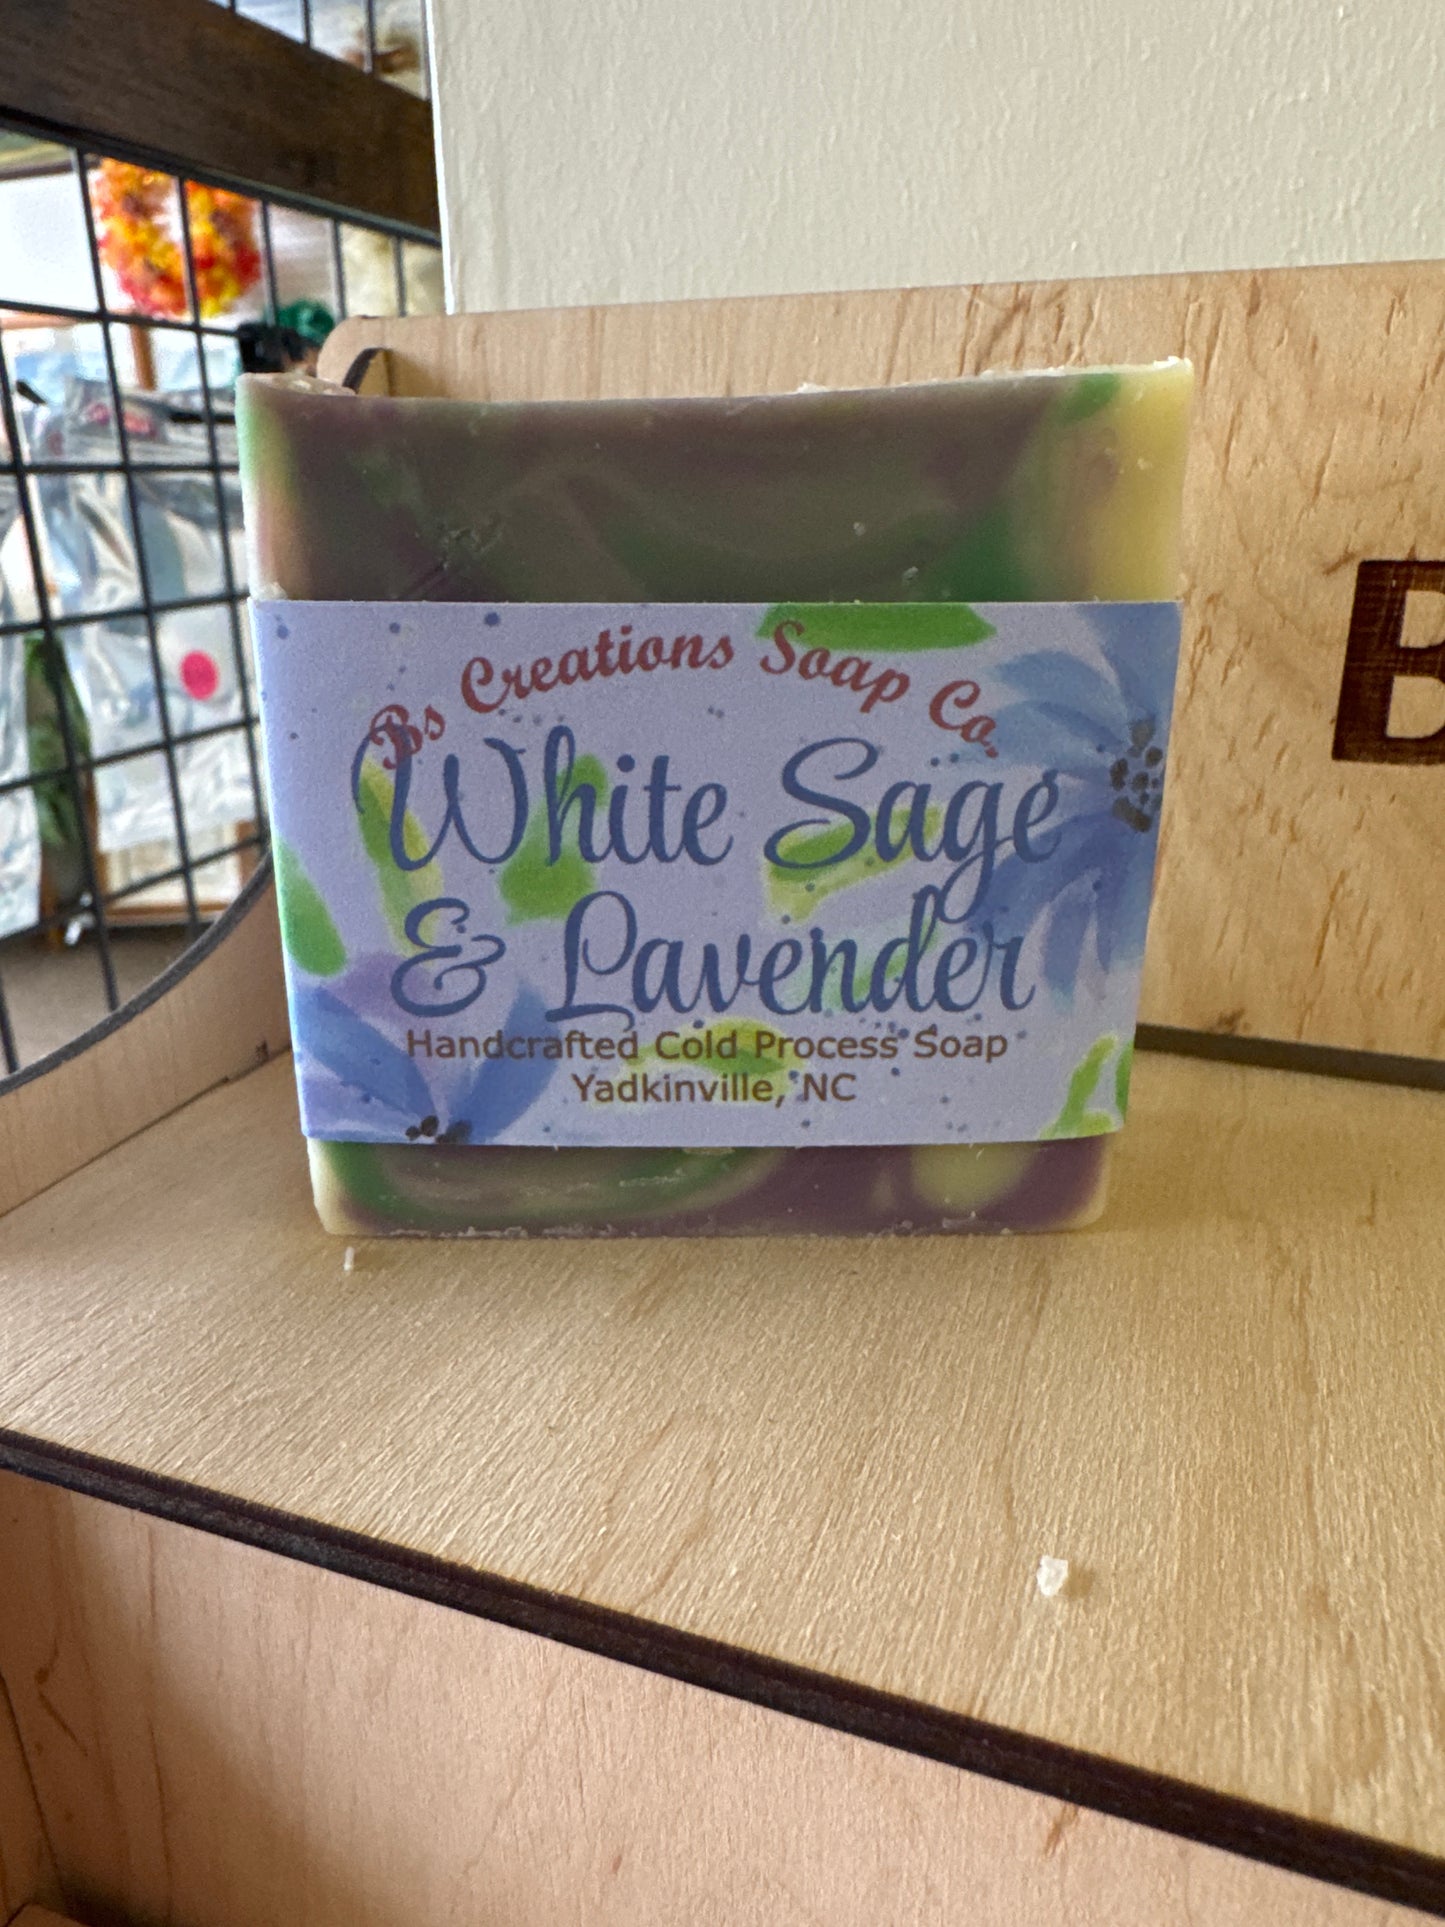 Bs Creations Soap Co.
White Sage
& Lavender
Handcrafted Cold Process Soap
Yadkinville, NC
B